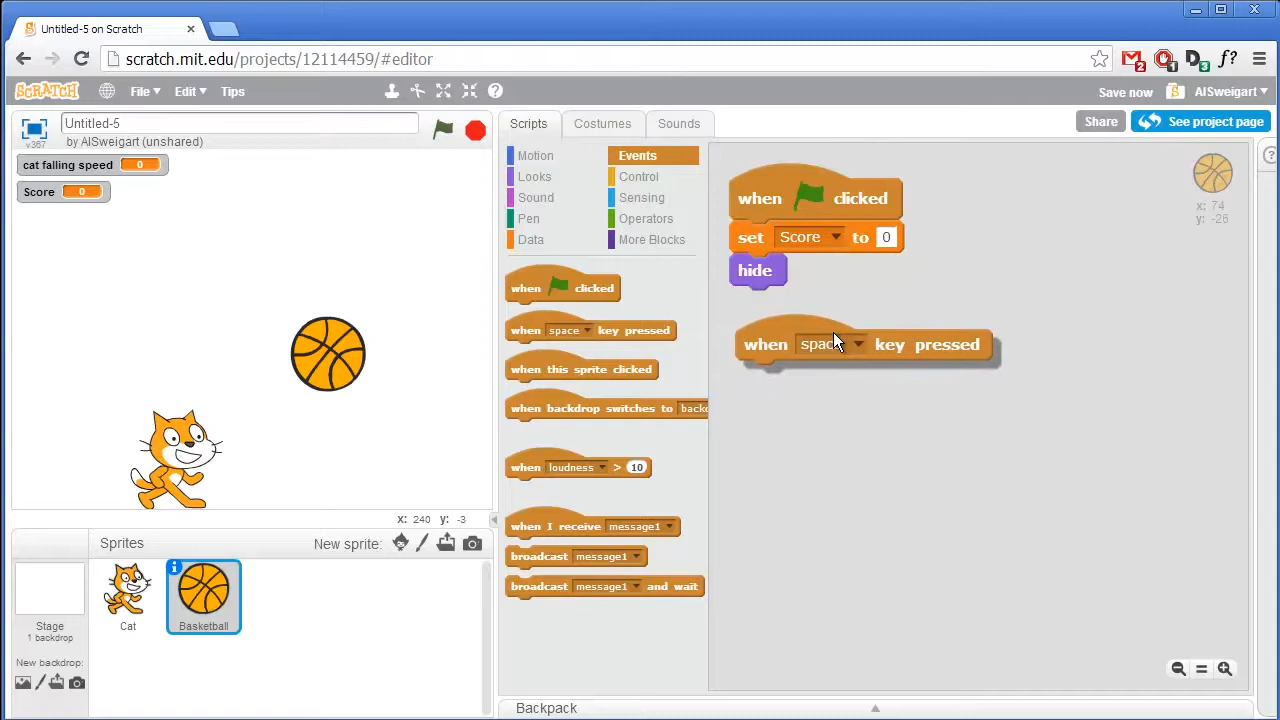 Untitled-5 on Scratch
scratch.mit.edu/projects/12114459/#editor
2 1 3 f?
SCRATCH File Edit Tips Save now AlSweigart
Untitled-5
v367 by AlSweigart (unshared)
Scripts Costumes Sounds
Share See project page
cat falling speed 0
Score 0
Motion Events
Looks Control
Sound Sensing
Pen Operators
Data More Blocks
when clicked
when space key pressed
when this sprite clicked
when backdrop switches to
when loudness > 10
when I receive message1
broadcast message1
broadcast message1 and wait
when clicked
set Score to 0
hide
when key pressed
x: 74
y: -26
x: 240 y: -3
Sprites New sprite:
Stage
1 backdrop
New backdrop:
Cat
Basketball
Backpack